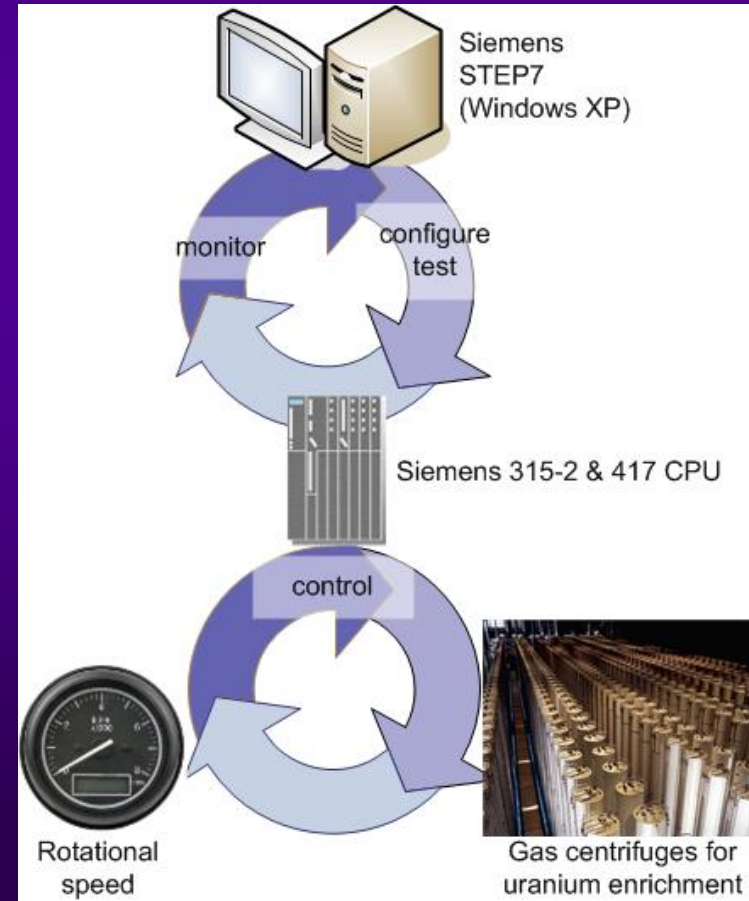 Siemens
STEP7
(Windows XP)
monitor
configure
test
Siemens 315-2 & 417 CPU
control
Rotational
speed
Gas centrifuges for
uranium enrichment